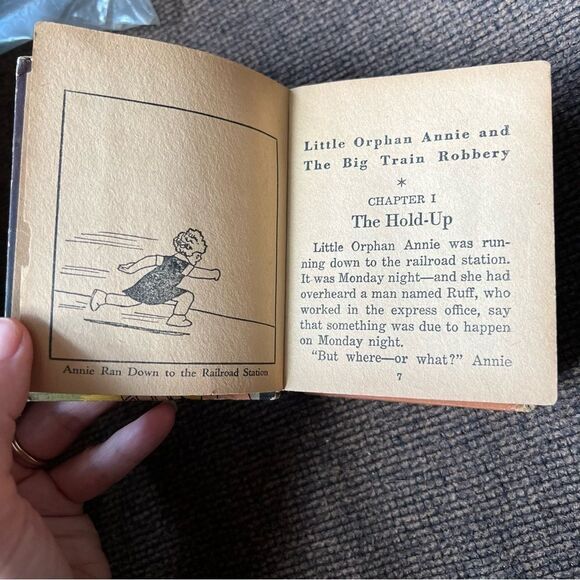 Annie Ran Down to the Railroad Station
Little Orphan Annie and
The Big Train Robbery
*
CHAPTER I
The Hold-Up
Little Orphan Annie was run-
ning down to the railroad station.
It was Monday night—and she had
overheard a man named Ruff, who
worked in the express office, say
that something was due to happen
on Monday night.
"But where—or what?" Annie
7